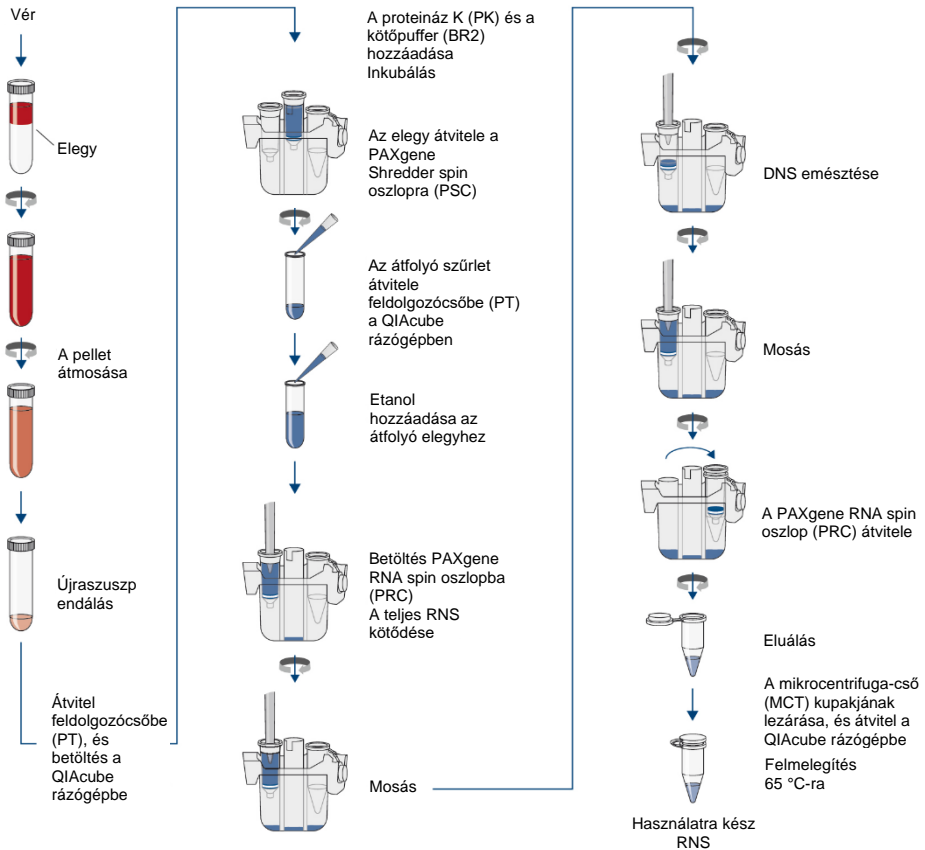 Vér
Elegy
A pellet
átmosása
Újraszuszp
endálás
Átvitel
feldolgozócsőbe
(PT), és
betöltés a
QIAcube
rázógépbe
A proteináz K (PK) és a
kötőpuffer (BR2)
hozzáadása
Inkubálás
Az elegy átvitele a
PAXgene
Shredder spin
oszlopra (PSC)
Az átfolyó szűrlet
átvitele
feldolgozócsőbe (PT)
a QIAcube
rázógépben
Etanol
hozzáadása az
átfolyó elegyhez
Betöltés PAXgene
RNA spin oszlopba
(PRC)
A teljes RNS
kötődése
Mosás
DNS emésztése
Mosás
A PAXgene RNA spin
oszlop (PRC) átvitele
Eluálás
A mikrocentrifuga-cső
(MCT) kupakjának
lezárása, és átvitel a
QIAcube rázógépbe
Felmelegítés
65 °C-ra
Használatra kész
RNS